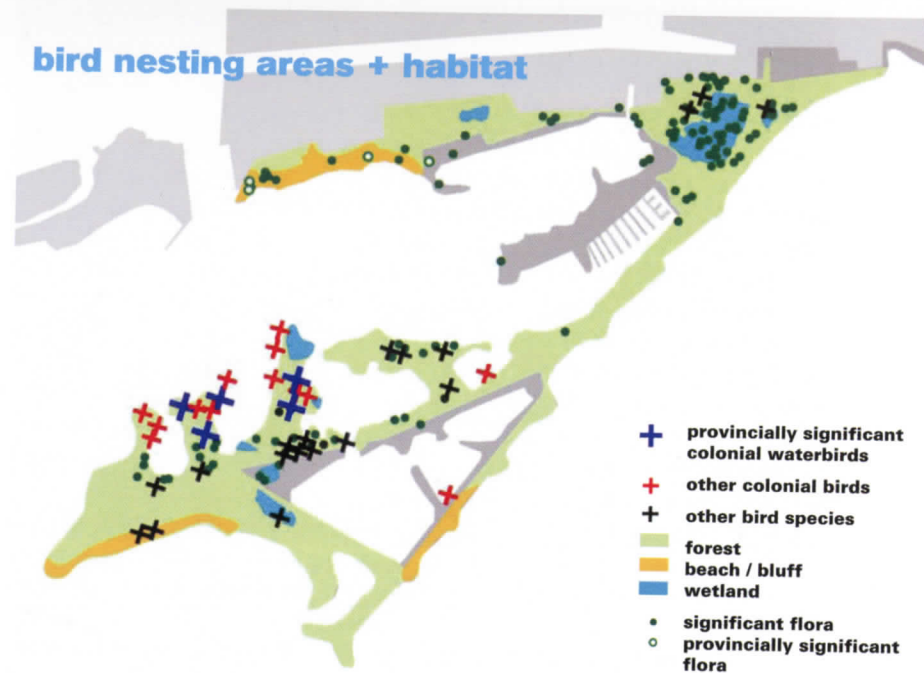 bird nesting areas + habitat
provincially significant
colonial waterbirds
other colonial birds
other bird species
forest
beach / bluff
wetland
significant flora
provincially significant
flora